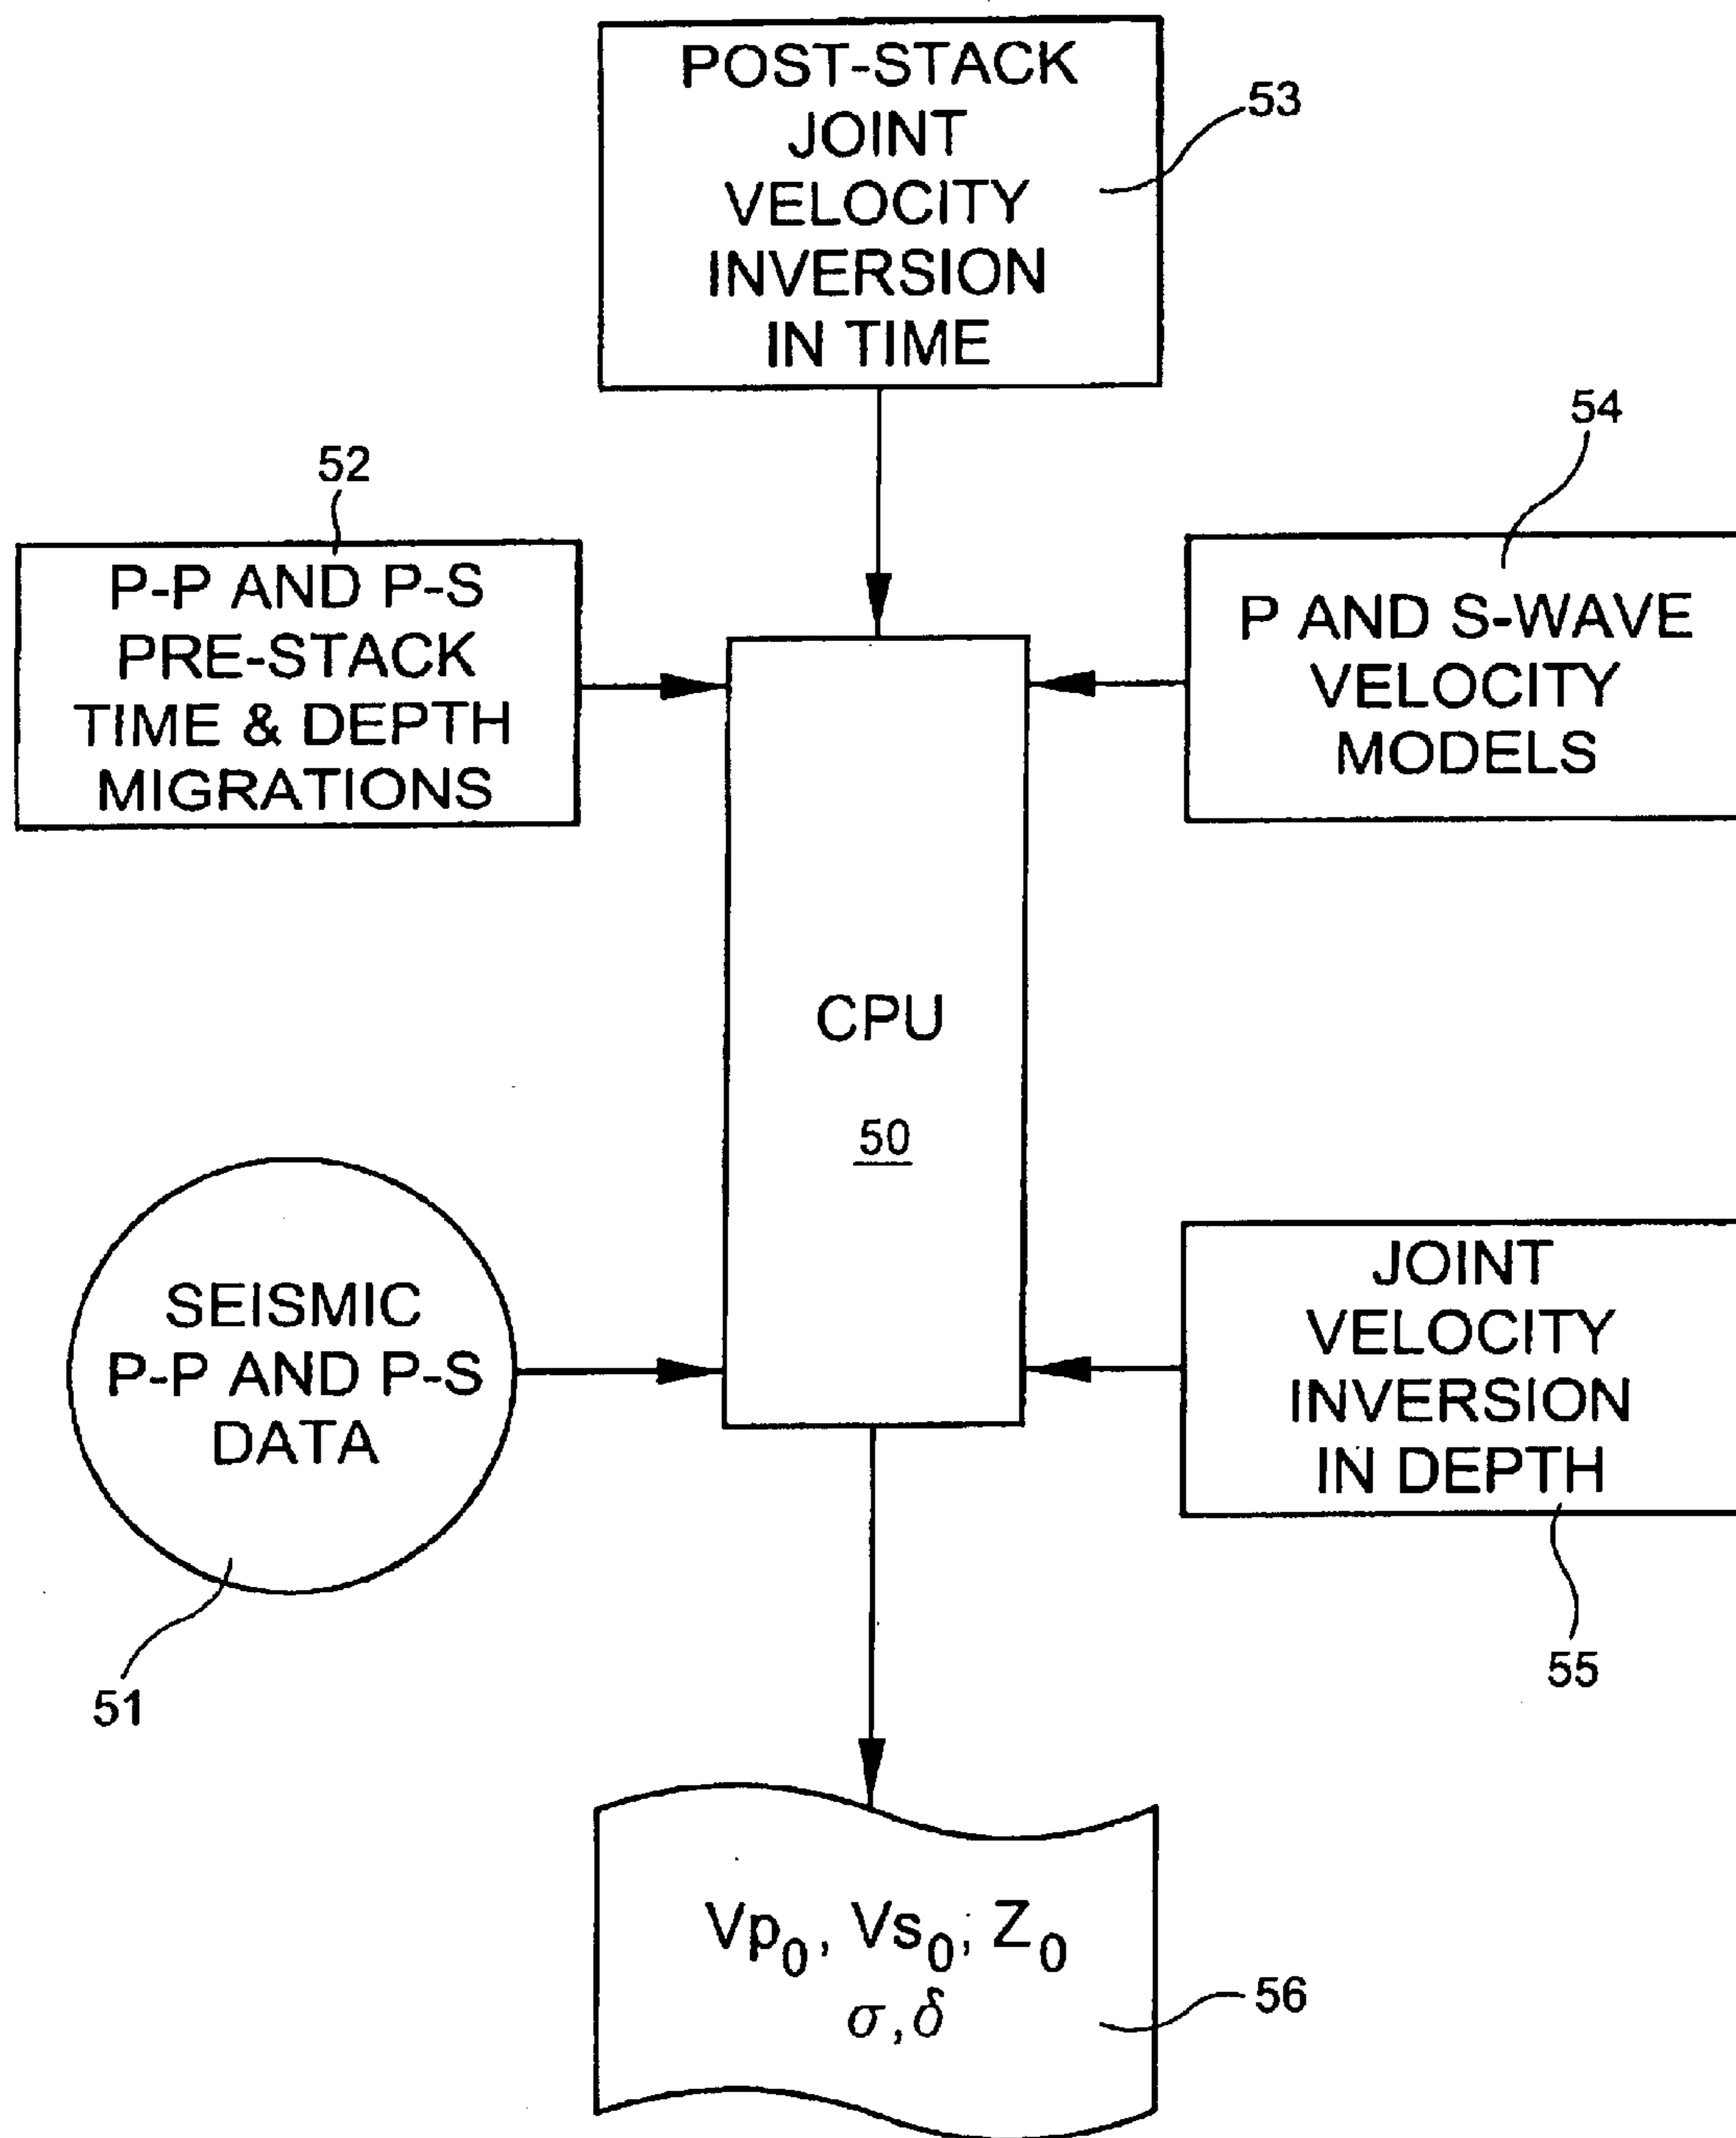 POST-STACK
JOINT
VELOCITY
INVERSION
IN TIME
53
52
P-P AND P-S
PRE-STACK
TIME & DEPTH
MIGRATIONS
54
P AND S-WAVE
VELOCITY
MODELS
CPU
50
SEISMIC
P-P AND P-S
DATA
51
JOINT
VELOCITY
INVERSION
IN DEPTH
55
Vp₀, Vs₀, Z₀
σ,δ
56